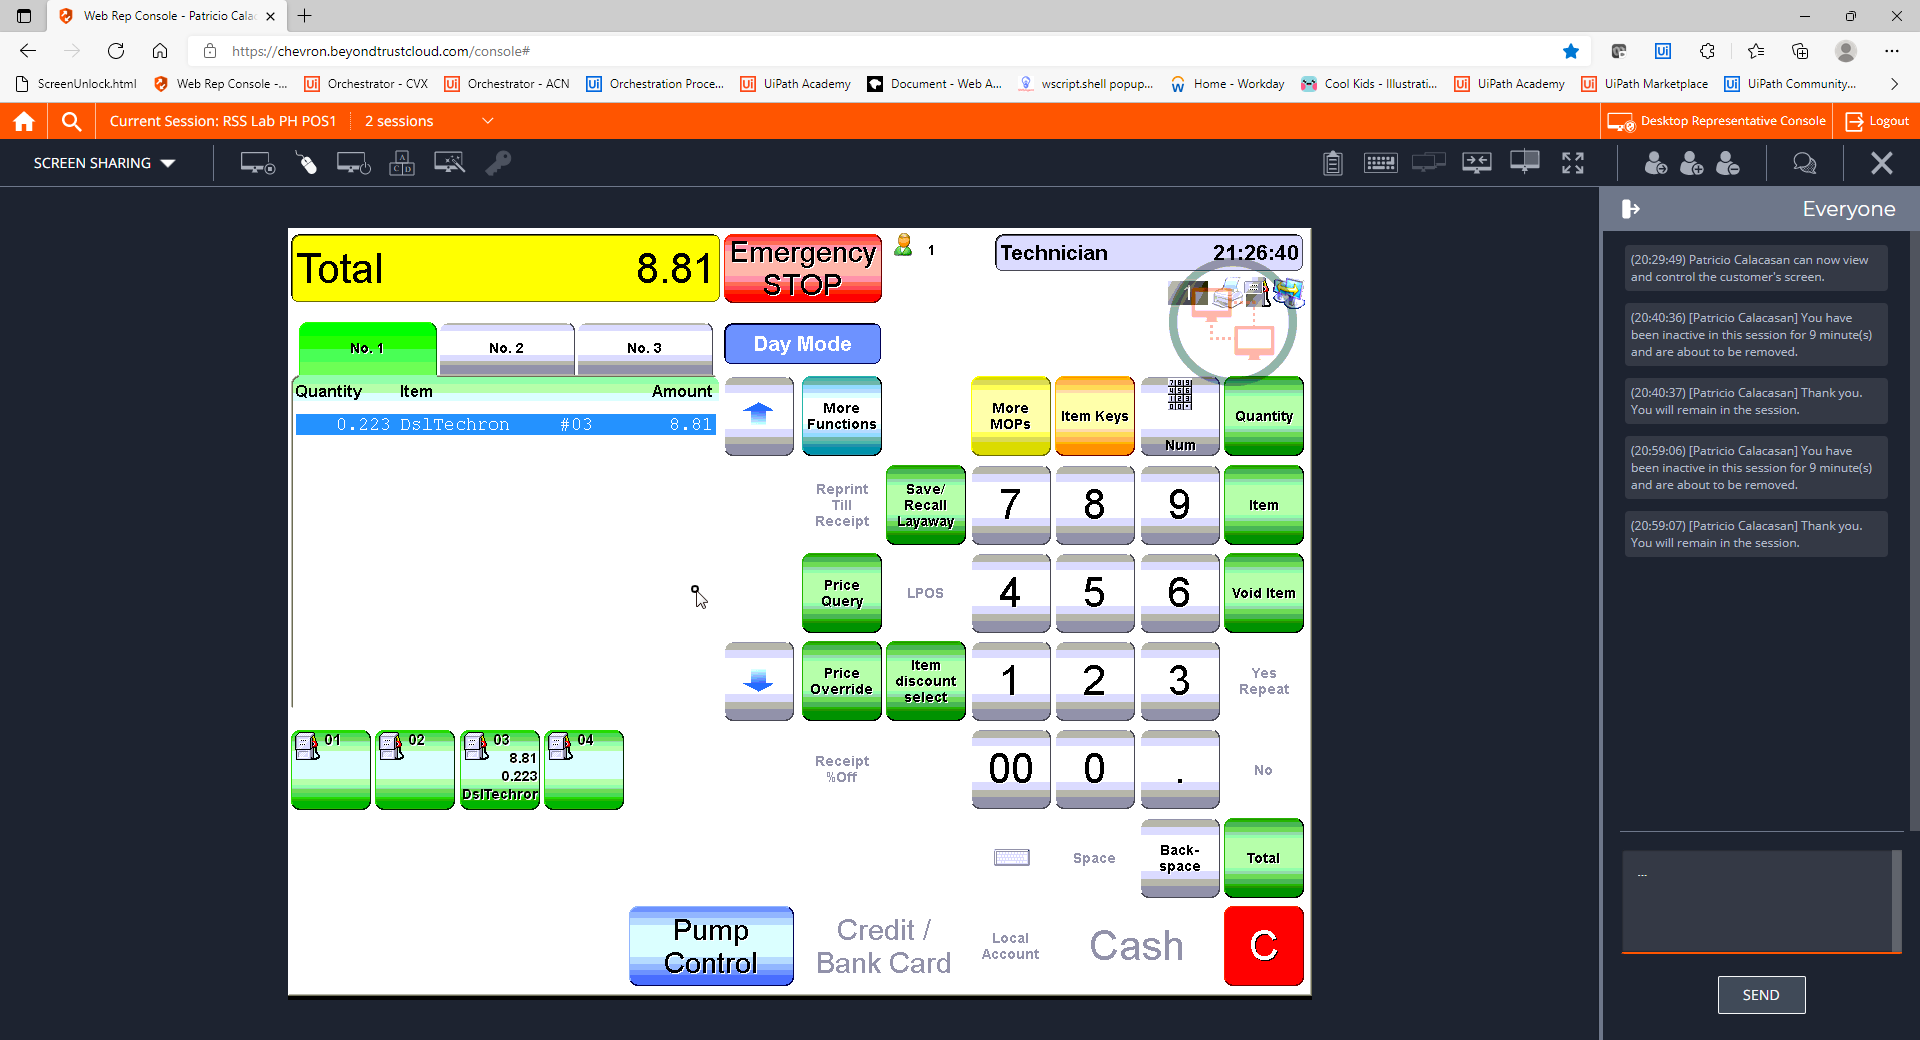 Web Rep Console - Patricio Cala
https://chevron.beyondtrustcloud.com/console#
ScreenUnlock.html
Web Rep Console -...
Orchestrator - CVX
Orchestrator - ACN
Orchestration Proce...
UiPath Academy
Document - Web A...
wscript.shell popup...
Home - Workday
Cool Kids - Illustrati...
UiPath Academy
UiPath Marketplace
UiPath Community...
Current Session: RSS Lab PH POS1
2 sessions
Desktop Representative Console
Logout
SCREEN SHARING
Everyone
(20:29:49) Patricio Calacasan can now view
and control the customer's screen.
(20:40:36) [Patricio Calacasan] You have
been inactive in this session for 9 minute(s)
and are about to be removed.
(20:40:37) [Patricio Calacasan] Thank you.
You will remain in the session.
(20:59:06) [Patricio Calacasan] You have
been inactive in this session for 9 minute(s)
and are about to be removed.
(20:59:07) [Patricio Calacasan] Thank you.
You will remain in the session.
...
SEND
Total 8.81
Emergency
STOP
1
Technician 21:26:40
1
No. 1
No. 2
No. 3
Day Mode
Quantity Item Amount
0.223 DslTechron #03 8.81
More
Functions
More
MOPs
Item Keys
Num
Quantity
Reprint
Till
Receipt
Save/
Recall
Layaway
7
8
9
Item
Price
Query
LPOS
4
5
6
Void Item
Price
Override
Item
discount
select
1
2
3
Yes
Repeat
01
02
03
8.81
0.223
DslTechron
04
Receipt
%Off
00
0
.
No
Space
Back-
space
Total
Pump
Control
Credit /
Bank Card
Local
Account
Cash
C